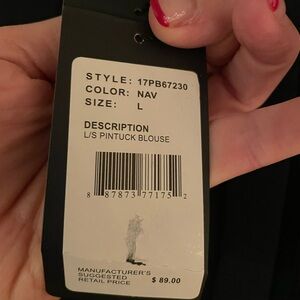 STYLE: 17PB67230
COLOR: NAV
SIZE: L
DESCRIPTION
L/S PINTUCK BLOUSE
8 87873 77175 2
MANUFACTURER'S
SUGGESTED
RETAIL PRICE $ 89.00